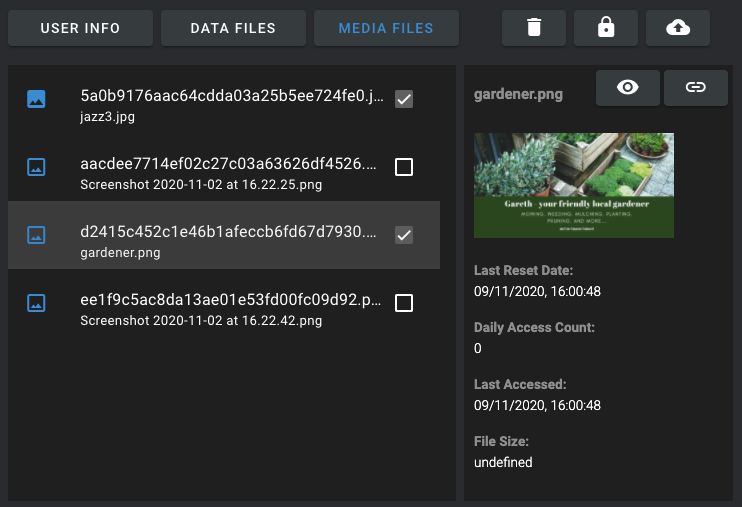 USER INFO
DATA FILES
MEDIA FILES
5a0b9176aac64cdda03a25b5ee724fe0.j...
jazz3.jpg
aacdee7714ef02c27c03a63626df4526....
Screenshot 2020-11-02 at 16.22.25.png
d2415c452c1e46b1afeccb6fd67d7930....
gardener.png
ee1f9c5ac8da13ae01e53fd00fc09d92.p...
Screenshot 2020-11-02 at 16.22.42.png
gardener.png
Gareth - your friendly local gardener
MOWING, WEEDING, MULCHING, PLANTING,
PRUNING, AND MORE...
Last Reset Date:
09/11/2020, 16:00:48
Daily Access Count:
0
Last Accessed:
09/11/2020, 16:00:48
File Size:
undefined